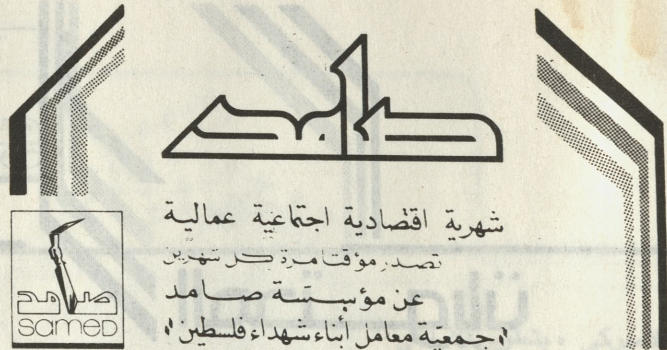 صامد
شهرية اقتصادية اجتماعية عمالية
تصدر مؤقتا مرة كل شهرين
عن مؤسسة صامد
"جمعية معامل أبناء شهداء فلسطين"
صامد
samed